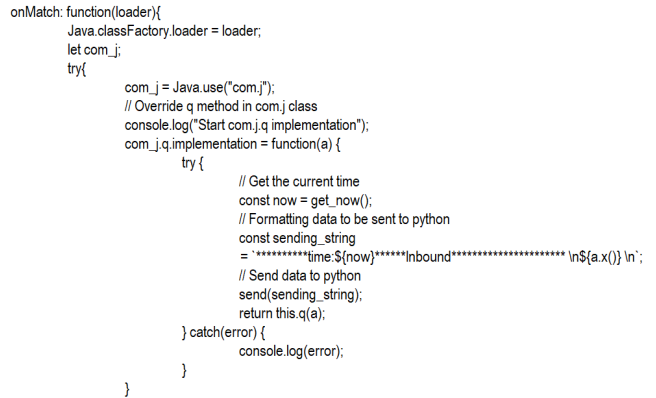 onMatch: function(loader){
Java.classFactory.loader = loader;
let com_j;
try{
com_j = Java.use("com.j");
// Override q method in com.j class
console.log("Start com.j.q implementation");
com_j.q.implementation = function(a) {
try {
// Get the current time
const now = get_now();
// Formatting data to be sent to python
const sending_string
= `**********time:${now}******Inbound********************** \n${a.x()} \n`;
// Send data to python
send(sending_string);
return this.q(a);
} catch(error) {
console.log(error);
}
}